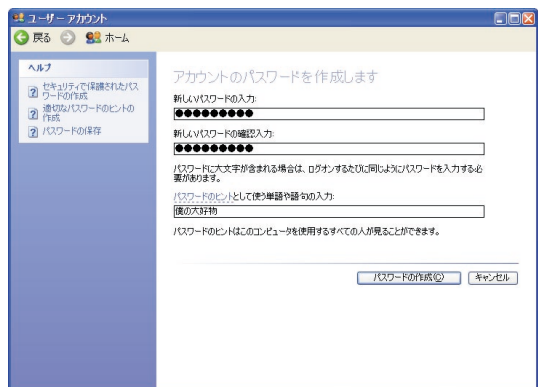 ユーザー アカウント
戻る ホーム
ヘルプ
セキュリティで保護されたパス
ワードの作成
適切なパスワードのヒントの
作成
パスワードの保存
アカウントのパスワードを作成します
新しいパスワードの入力:
●●●●●●●●●
新しいパスワードの確認入力:
●●●●●●●●●
パスワードに大文字が含まれる場合は、ログオンするたびに同じようにパスワードを入力する必
要があります。
パスワードのヒントとして使う単語や語句の入力:
僕の大好物
パスワードのヒントはこのコンピュータを使用するすべての人が見ることができます。
パスワードの作成(C) キャンセル